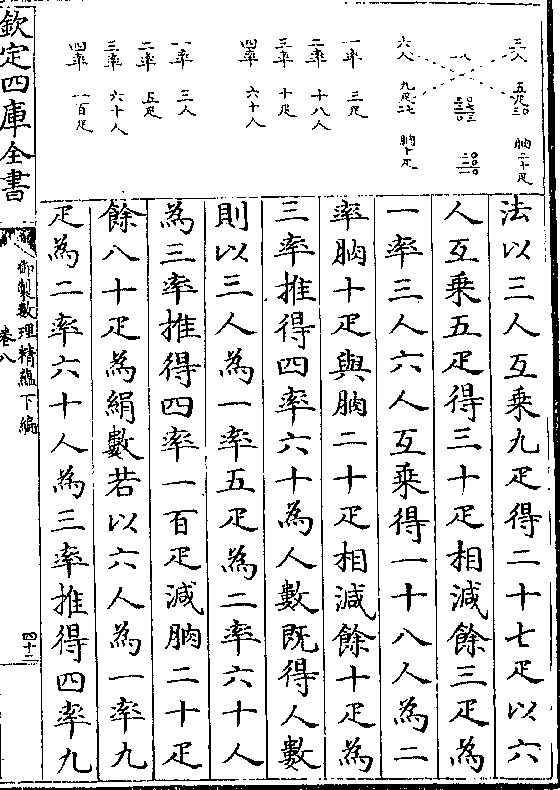 三人　五疋三〇　朒二十疋
六人　九疋二七　朒十疋
一率　三疋
二率　十八人
三率　十疋
四率　六十人
一率　三人
二率　五疋
三率　六十人
四率　一百疋
法以三人互乘九疋得二十七疋以六
人互乘五疋得三十疋相減餘三疋為
一率三人六人互乘得一十八人為二
率朒十疋與朒二十疋相減餘十疋為
三率推得四率六十為人數既得人數
則以三人為一率五疋為二率六十人
為三率推得四率一百疋減朒二十疋
餘八十疋為絹數若以六人為一率九
疋為二率六十人為三率推得四率九
欽定四庫全書
御製數理精蘊下編
卷八
四十二